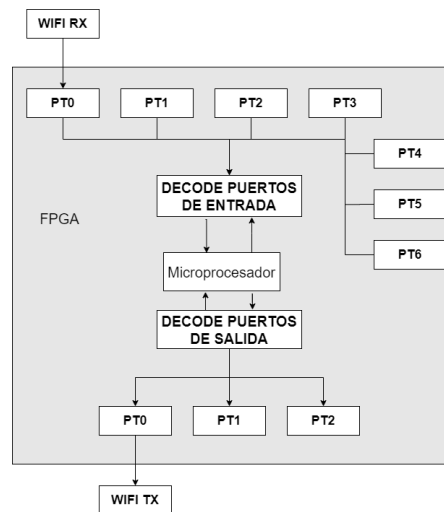 WIFI RX
PT0
PT1
PT2
PT3
PT4
DECODE PUERTOS
DE ENTRADA
PT5
FPGA
PT6
Microprocesador
DECODE PUERTOS
DE SALIDA
PT0
PT1
PT2
WIFI TX